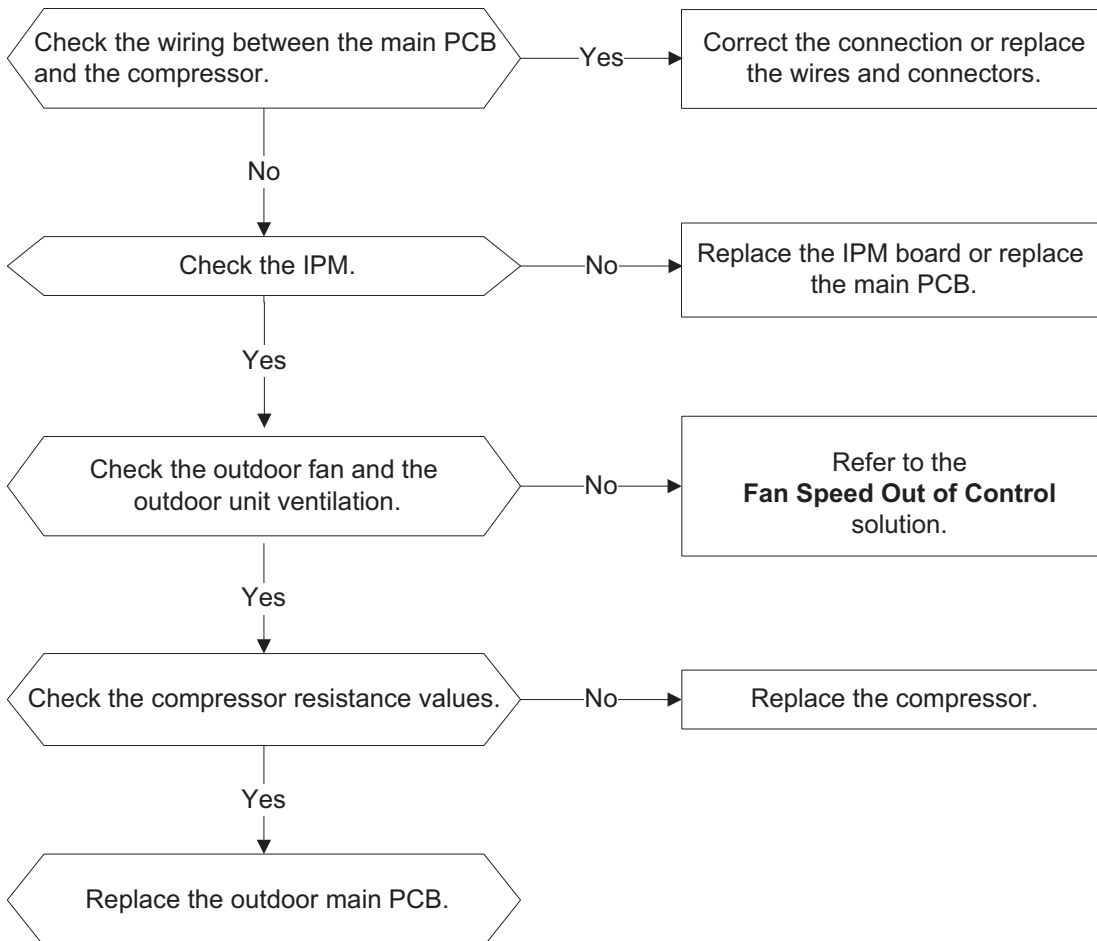 Check the wiring between the main PCB
and the compressor.
Yes
Correct the connection or replace
the wires and connectors.
No
Check the IPM.
No
Replace the IPM board or replace
the main PCB.
Yes
Check the outdoor fan and the
outdoor unit ventilation.
No
Refer to the
Fan Speed Out of Control
solution.
Yes
Check the compressor resistance values.
No
Replace the compressor.
Yes
Replace the outdoor main PCB.